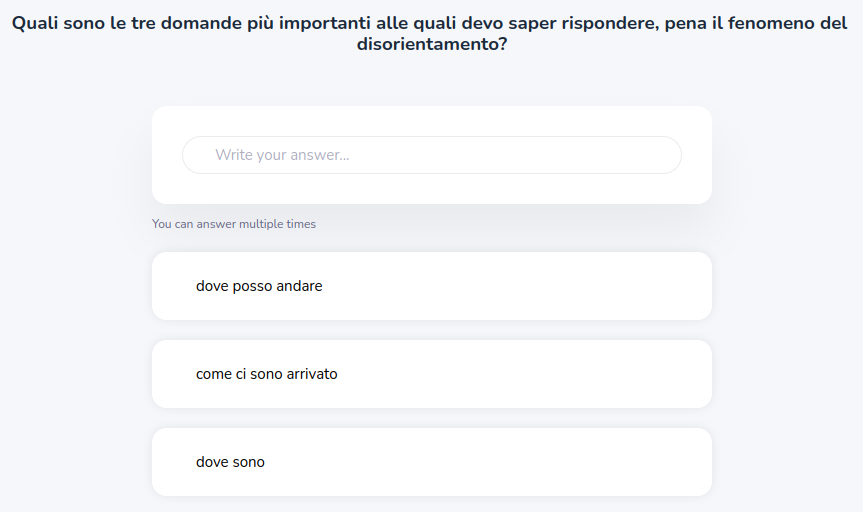 Quali sono le tre domande più importanti alle quali devo saper rispondere, pena il fenomeno del
disorientamento?
Write your answer...
You can answer multiple times
dove posso andare
come ci sono arrivato
dove sono